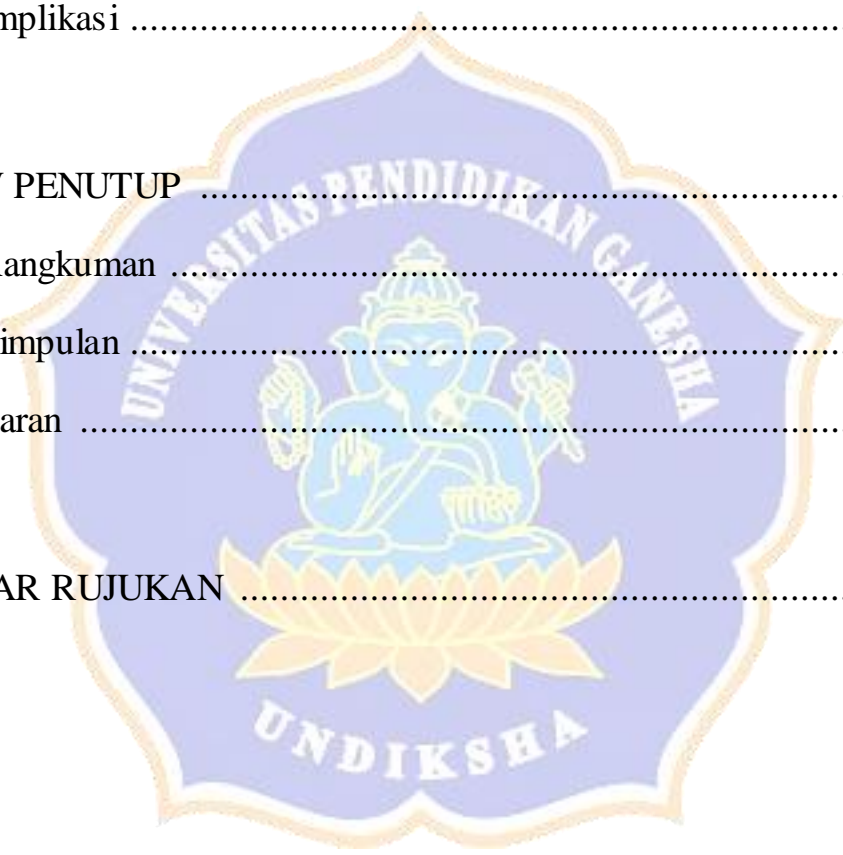 mplikasi ........................................................................
PENUTUP ..................................................................
angkuman ....................................................................
impulan ........................................................................
aran .............................................................................
AR RUJUKAN .............................................................
UNIVERSITAS PENDIDIKAN GANESHA
UNDIKSHA